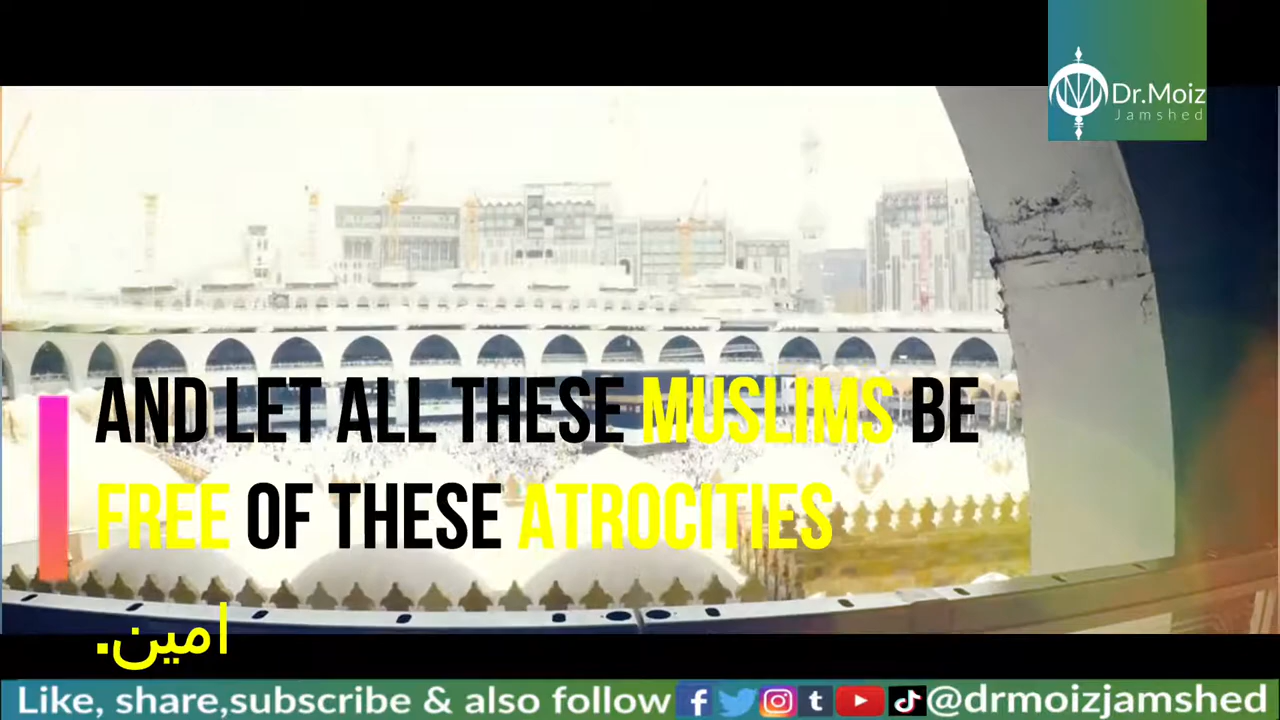 Dr.Moiz
Jamshed
AND LET ALL THESE MUSLIMS BE
FREE OF THESE ATROCITIES
امین.
Like, share,subscribe & also follow @drmoizjamshed